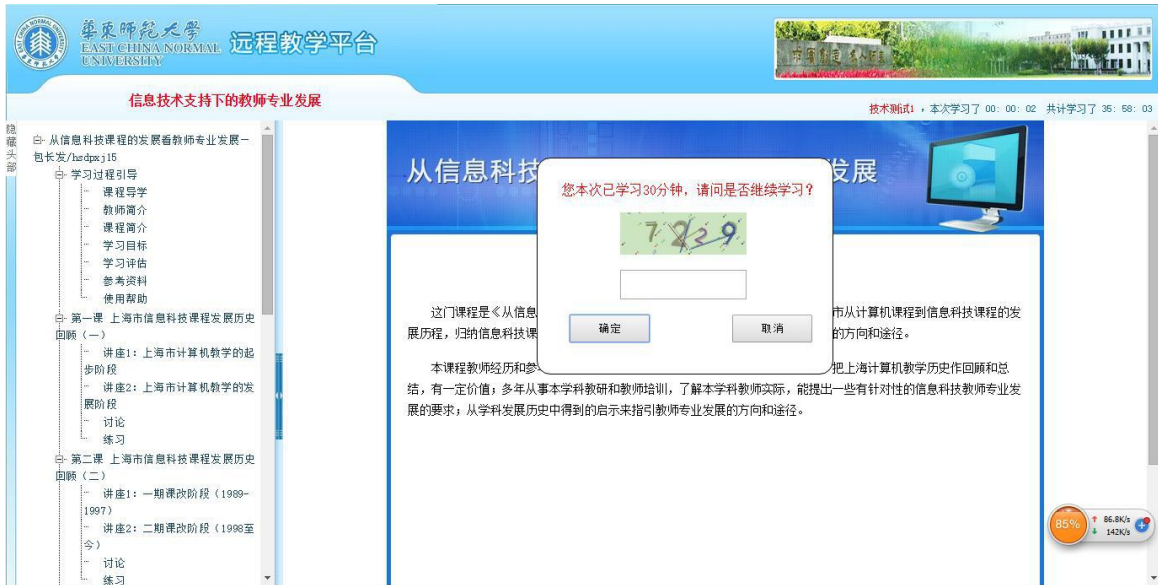 華東師範大學
EAST CHINA NORMAL
UNIVERSITY
远程教学平台
信息技术支持下的教师专业发展
技术测试1 ，本次学习了 00: 00: 02 共计学习了 35: 58: 03
隐藏头部
从信息科技课程的发展看教师专业发展—
包长发/hsdpxj15
学习过程引导
课程导学
教师简介
课程简介
学习目标
学习评估
参考资料
使用帮助
第一课 上海市信息科技课程发展历史
回顾（一）
讲座1：上海市计算机教学的起
步阶段
讲座2：上海市计算机教学的发
展阶段
讨论
练习
第二课 上海市信息科技课程发展历史
回顾（二）
讲座1：一期课改阶段（1989-
1997）
讲座2：二期课改阶段（1998至
今）
讨论
练习
从信息科技 发展
您本次已学习30分钟，请问是否继续学习？
7229
确定 取消
这门课程是《从信息 市从计算机课程到信息科技课程的发
展历程，归纳信息科技课 的方向和途径。
本课程教师经历和参 把上海计算机教学历史作回顾和总
结，有一定价值；多年从事本学科教研和教师培训，了解本学科教师实际，能提出一些有针对性的信息科技教师专业发
展的要求；从学科发展历史中得到的启示来指引教师专业发展的方向和途径。
85%
86.8K/s
142K/s